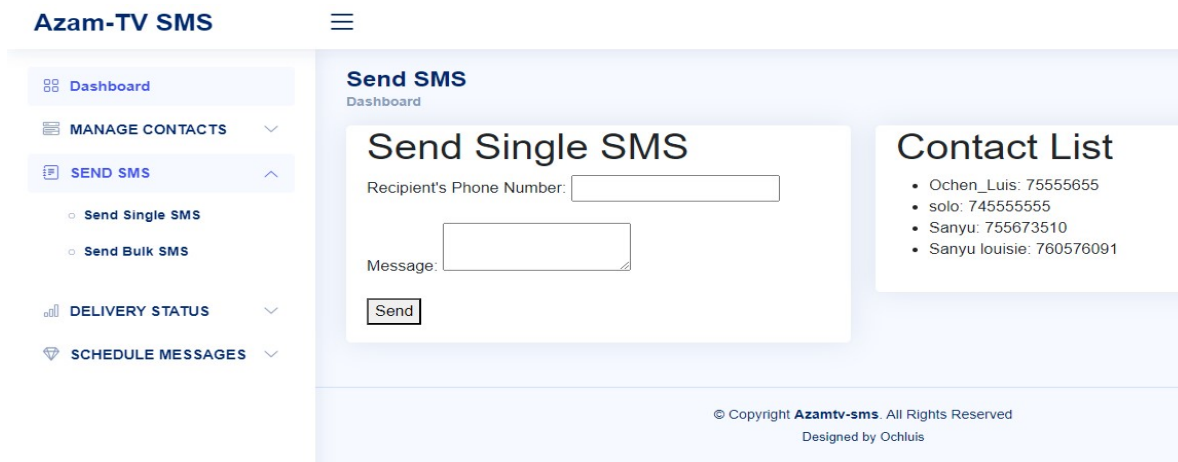 Azam-TV SMS
Dashboard
MANAGE CONTACTS
SEND SMS
Send Single SMS
Send Bulk SMS
DELIVERY STATUS
SCHEDULE MESSAGES
Send SMS
Dashboard
Send Single SMS
Recipient's Phone Number:
Message:
Send
Contact List
Ochen_Luis: 75555655
solo: 745555555
Sanyu: 755673510
Sanyu louisie: 760576091
© Copyright Azamtv-sms. All Rights Reserved
Designed by Ochluis